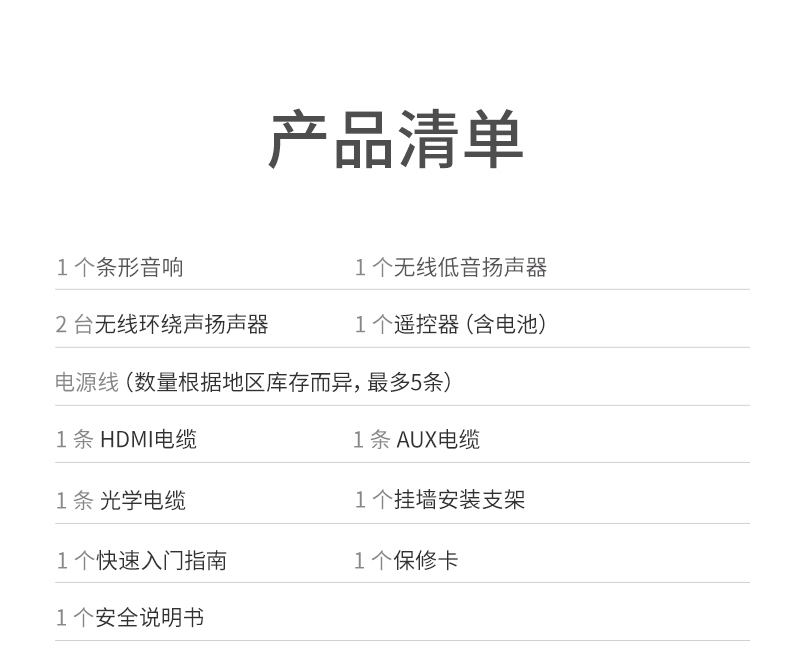 产品清单
1 个条形音响 1 个无线低音扬声器
2 台无线环绕声扬声器 1 个遥控器（含电池）
电源线（数量根据地区库存而异，最多5条）
1 条 HDMI电缆 1 条 AUX电缆
1 条 光学电缆 1 个挂墙安装支架
1 个快速入门指南 1 个保修卡
1 个安全说明书